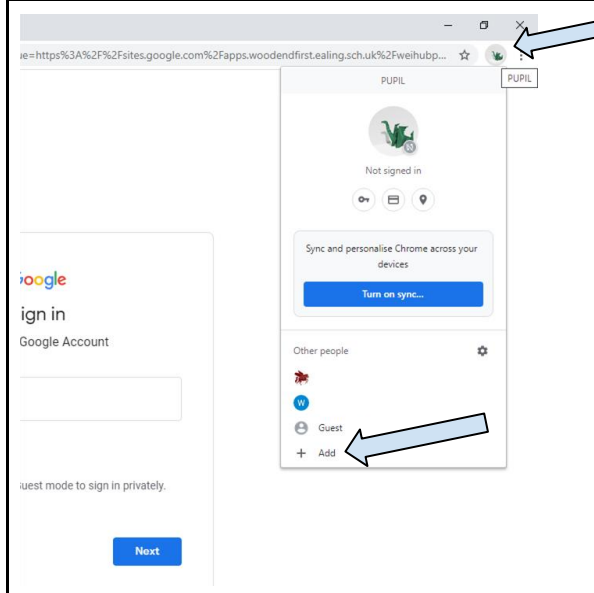 ue=https%3A%2F%2Fsites.google.com%2Fapps.woodendfirst.ealing.sch.uk%2Fweihubp...
PUPIL
PUPIL
Not signed in
Sync and personalise Chrome across your
devices
Turn on sync...
oogle
ign in
Google Account
Other people
W
Guest
Add
uest mode to sign in privately.
Next